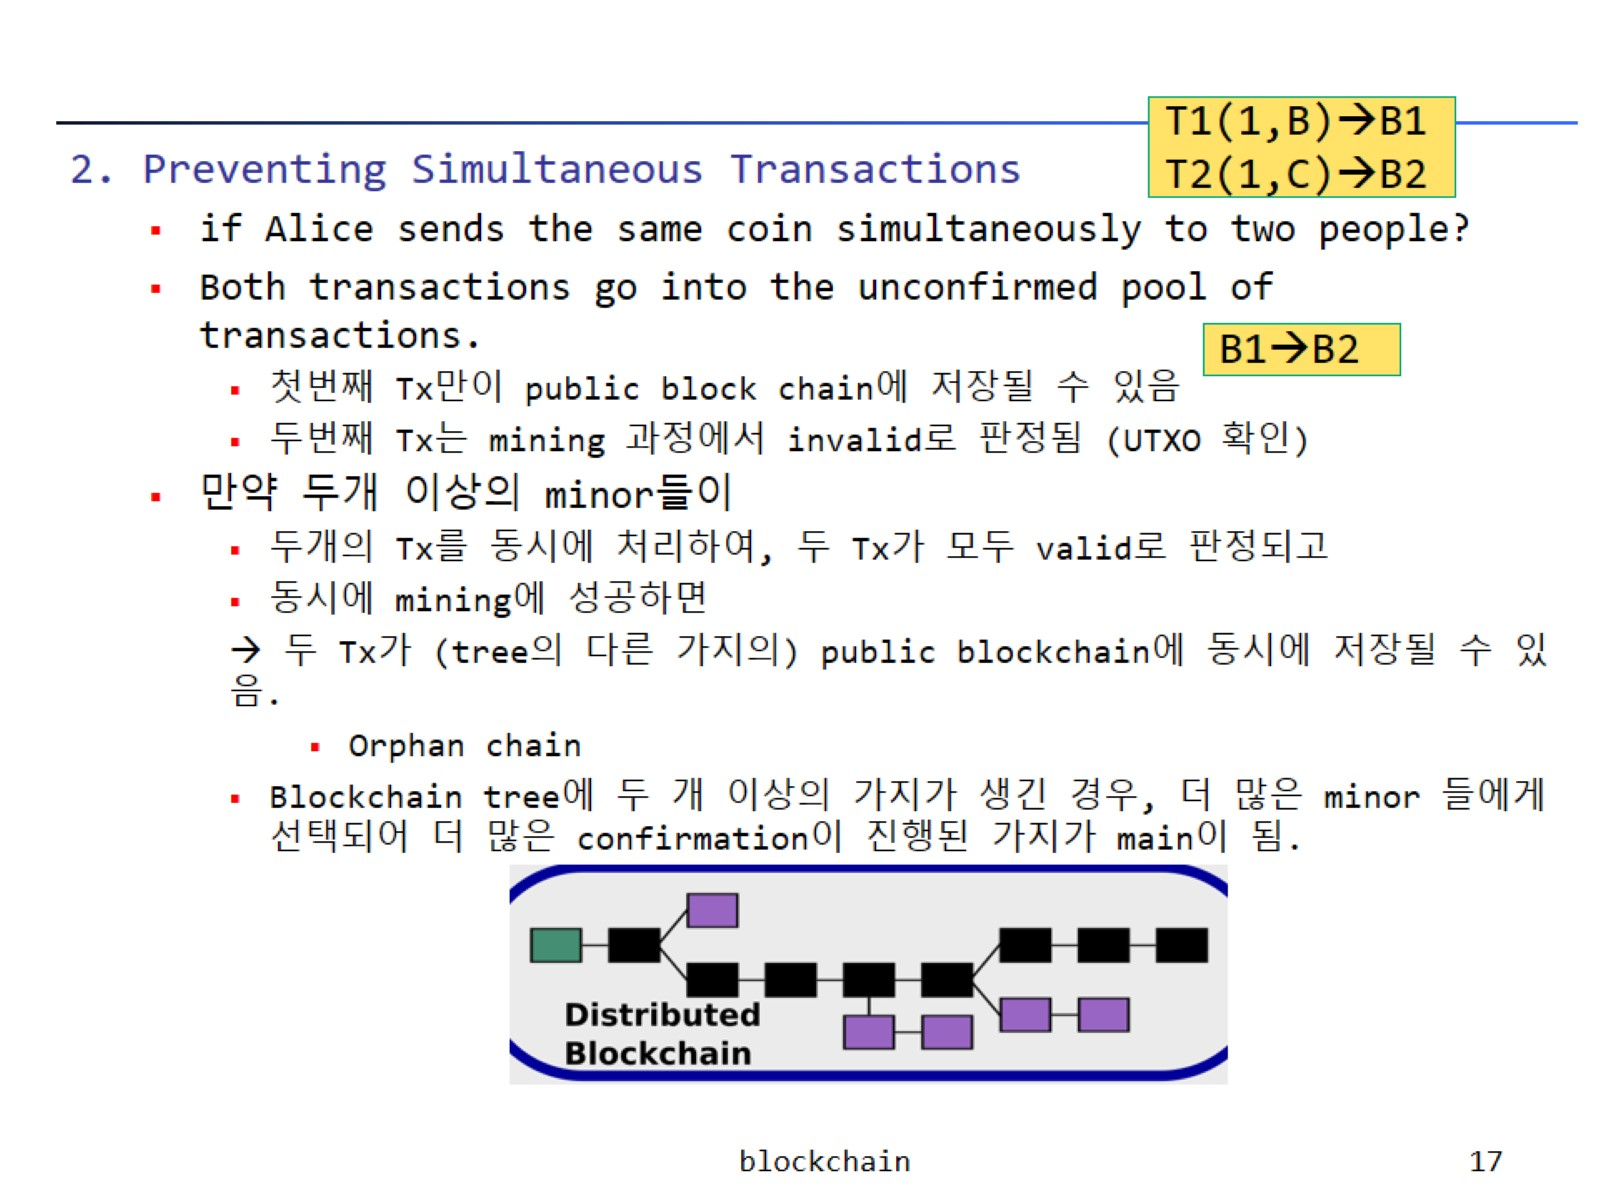 T1(1,B)→B1
T2(1,C)→B2
2. Preventing Simultaneous Transactions
▪ if Alice sends the same coin simultaneously to two people?
▪ Both transactions go into the unconfirmed pool of
transactions.
B1→B2
▪ 첫번째 Tx만이 public block chain에 저장될 수 있음
▪ 두번째 Tx는 mining 과정에서 invalid로 판정됨 (UTXO 확인)
▪ 만약 두개 이상의 minor들이
▪ 두개의 Tx를 동시에 처리하여, 두 Tx가 모두 valid로 판정되고
▪ 동시에 mining에 성공하면
→ 두 Tx가 (tree의 다른 가지의) public blockchain에 동시에 저장될 수 있
음.
▪ Orphan chain
▪ Blockchain tree에 두 개 이상의 가지가 생긴 경우, 더 많은 minor 들에게
선택되어 더 많은 confirmation이 진행된 가지가 main이 됨.
Distributed
Blockchain
blockchain
17